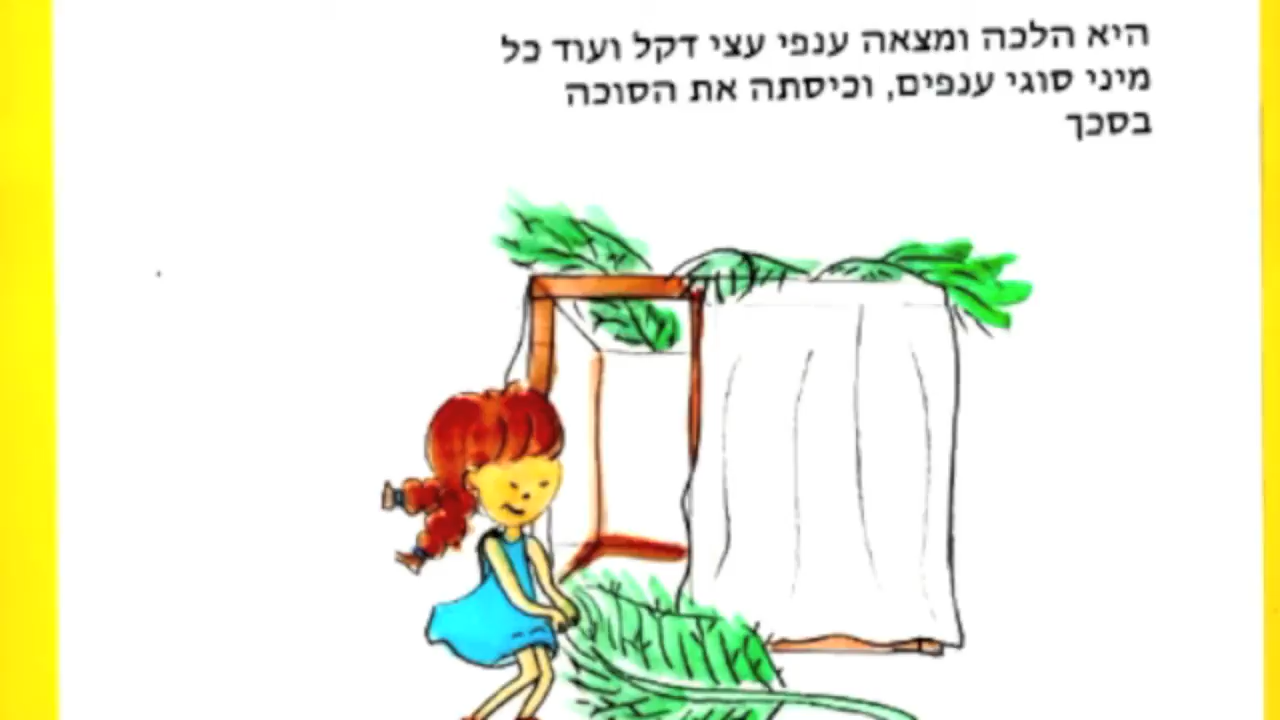 היא הלכה ומצאה ענפי עצי דקל ועוד כל
מיני סוגי ענפים, וכיסתה את הסוכה
בסכך